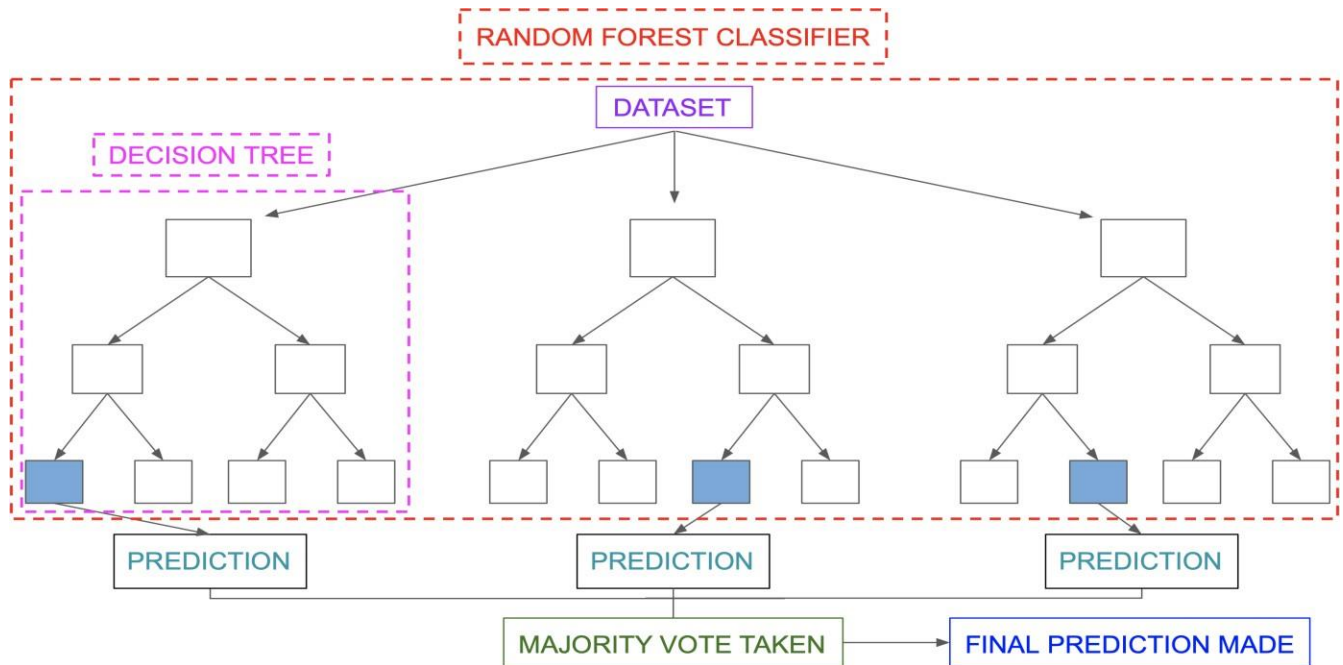 RANDOM FOREST CLASSIFIER
DATASET
DECISION TREE
PREDICTION
PREDICTION
PREDICTION
MAJORITY VOTE TAKEN
FINAL PREDICTION MADE